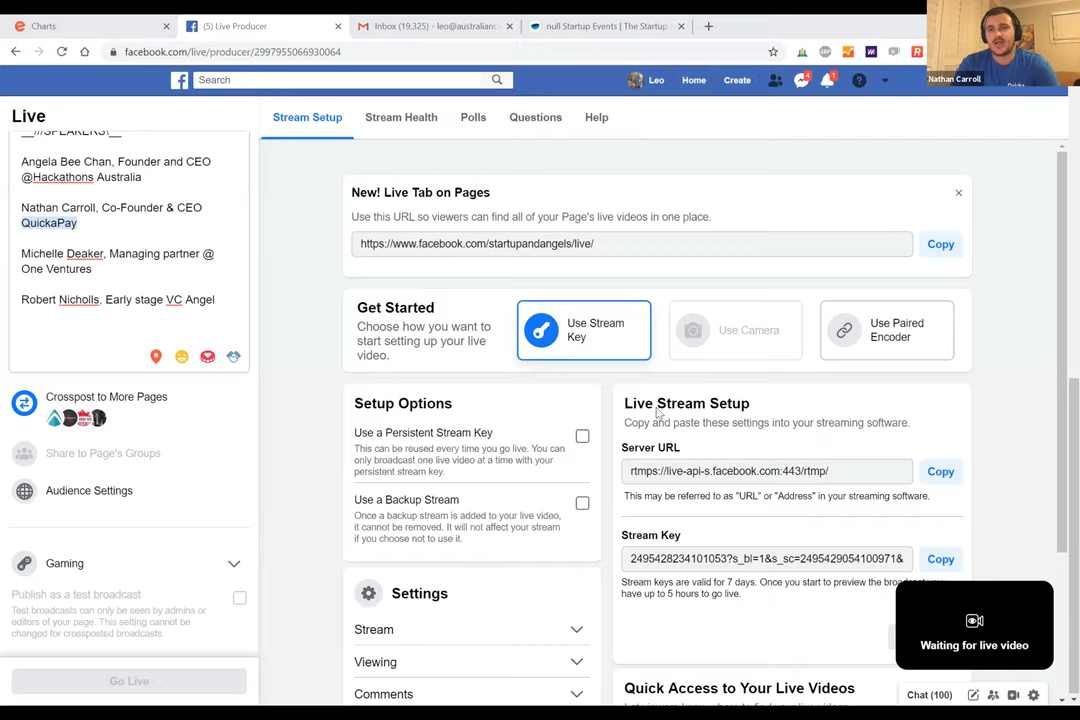 Charts
(5) Live Producer
Inbox (19,325) - leo@australianc
null Startup Events | The Startup
facebook.com/live/producer/2997955066930064
Search
Leo
Home
Create
4
1
Nathan Carroll
Live
__///SPEAKERS\__
Angela Bee Chan, Founder and CEO
@Hackathons Australia
Nathan Carroll, Co-Founder & CEO
QuickaPay
Michelle Deaker, Managing partner @
One Ventures
Robert Nicholls, Early stage VC Angel
Crosspost to More Pages
Share to Page's Groups
Audience Settings
Gaming
Publish as a test broadcast
Test broadcasts can only be seen by admins or
editors of your page. This setting cannot be
changed for crossposted broadcasts.
Go Live
Stream Setup
Stream Health
Polls
Questions
Help
New! Live Tab on Pages
Use this URL so viewers can find all of your Page's live videos in one place.
https://www.facebook.com/startupandangels/live/
Copy
Get Started
Choose how you want to
start setting up your live
video.
Use Stream
Key
Use Camera
Use Paired
Encoder
Setup Options
Use a Persistent Stream Key
This can be reused every time you go live. You can
only broadcast one live video at a time with your
persistent stream key.
Use a Backup Stream
Once a backup stream is added to your live video,
it cannot be removed. It will not affect your stream
if you choose not to use it.
Settings
Stream
Viewing
Comments
Live Stream Setup
Copy and paste these settings into your streaming software.
Server URL
rtmps://live-api-s.facebook.com:443/rtmp/
Copy
This may be referred to as "URL" or "Address" in your streaming software.
Stream Key
2495428234101053?s_bl=1&s_sc=2495429054100971&
Copy
Stream keys are valid for 7 days. Once you start to preview the
have up to 5 hours to go live.
Waiting for live video
Quick Access to Your Live Videos
Chat (100)